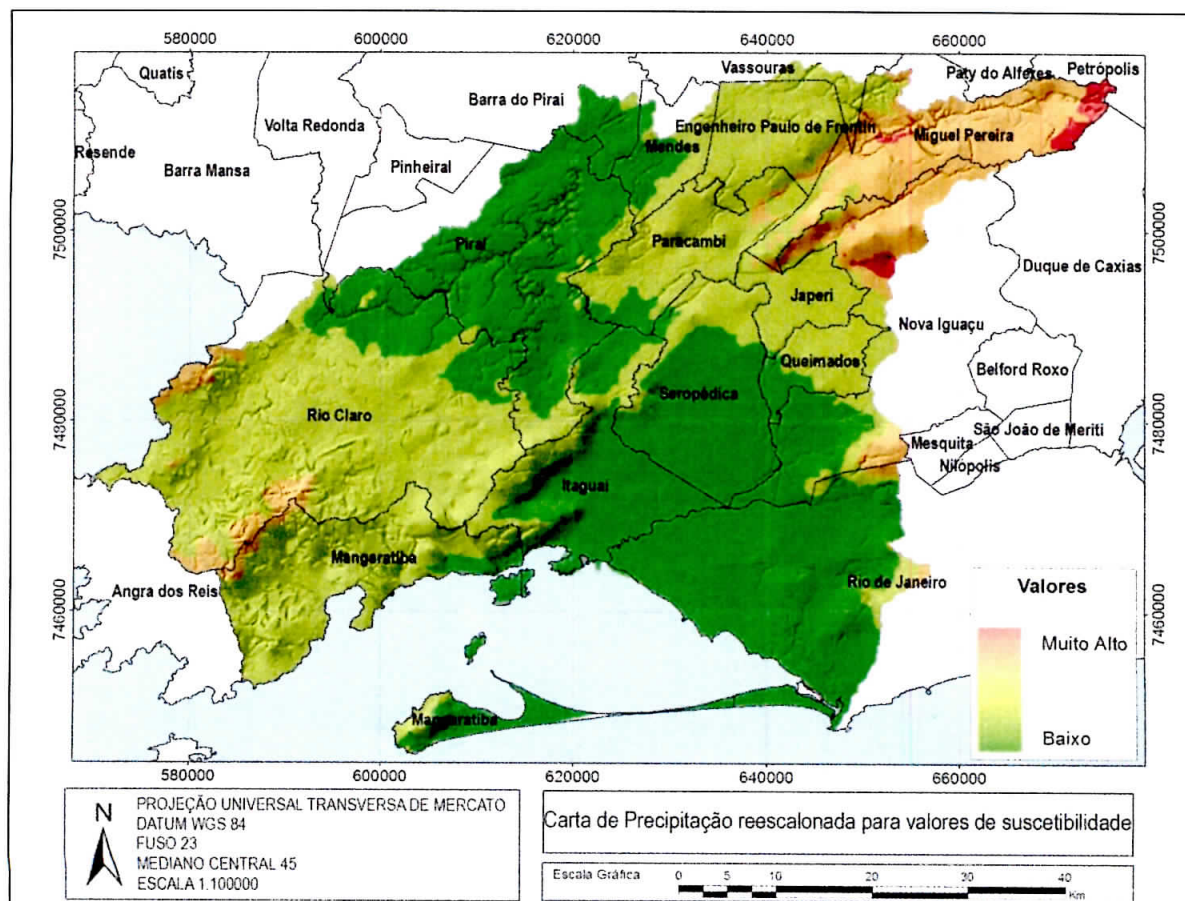 580000 600000 620000 640000 660000
Quatis
Vassouras
Paty do Alferes
Petrópolis
Barra do Piraí
Volta Redonda
Engenheiro Paulo de Frontin
Miguel Pereira
Mendes
Resende
Barra Mansa
Pinheiral
7500000
7500000
Piraí
Paracambi
Duque de Caxias
Japeri
Nova Iguaçu
Queimados
Belford Roxo
Seropédica
Rio Claro
7480000
7480000
São João de Meriti
Mesquita
Nilópolis
Itaguaí
Mangaratiba
Angra dos Reis
Rio de Janeiro
7460000
7460000
Valores
Muito Alto
Baixo
Mangaratiba
580000 600000 620000 640000 660000
N
PROJEÇÃO UNIVERSAL TRANSVERSA DE MERCATO
DATUM WGS 84
FUSO 23
MEDIANO CENTRAL 45
ESCALA 1.100000
Carta de Precipitação reescalonada para valores de suscetibilidade
Escala Gráfica 0 5 10 20 30 40
Km